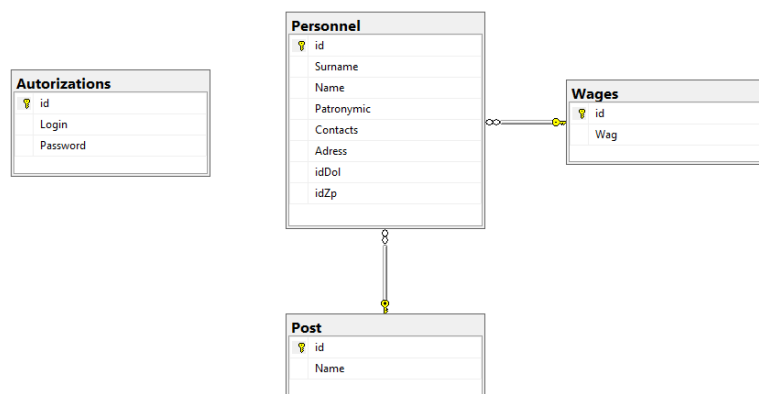 Autorizations
id
Login
Password
Personnel
id
Surname
Name
Patronymic
Contacts
Adress
idDol
idZp
Wages
id
Wag
Post
id
Name